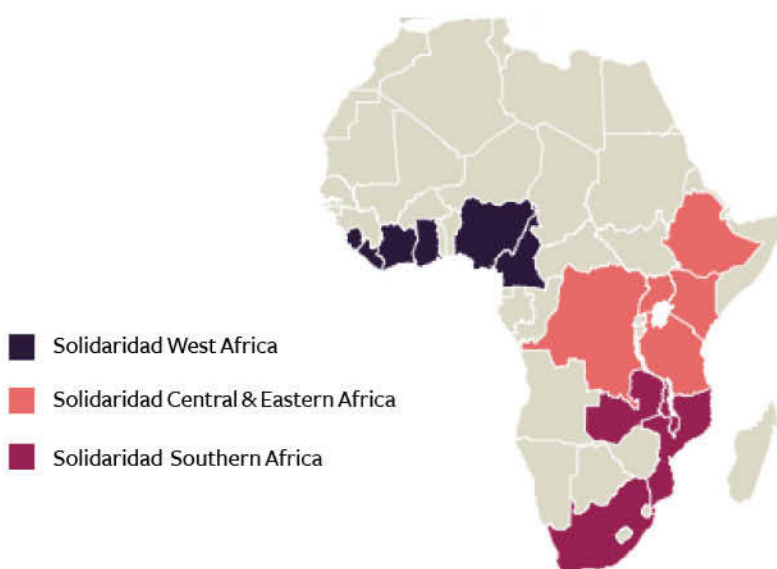 Solidaridad West Africa
Solidaridad Central & Eastern Africa
Solidaridad Southern Africa